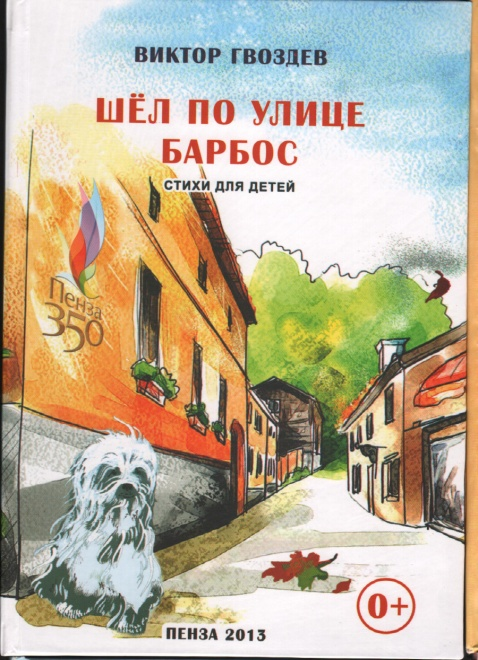 ВИКТОР ГВОЗДЕВ
ШЁЛ ПО УЛИЦЕ
БАРБОС
СТИХИ ДЛЯ ДЕТЕЙ
Пенза
350
0+
ПЕНЗА 2013